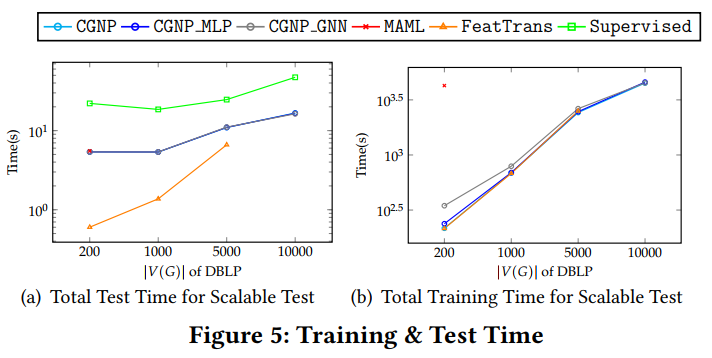 CGNP CGNP_MLP CGNP_GNN MAML FeatTrans Supervised
Time(s)
10^1
10^0
200 1000 5000 10000
|V(G)| of DBLP
(a) Total Test Time for Scalable Test
Time(s)
10^3.5
10^3
10^2.5
200 1000 5000 10000
|V(G)| of DBLP
(b) Total Training Time for Scalable Test
Figure 5: Training & Test Time